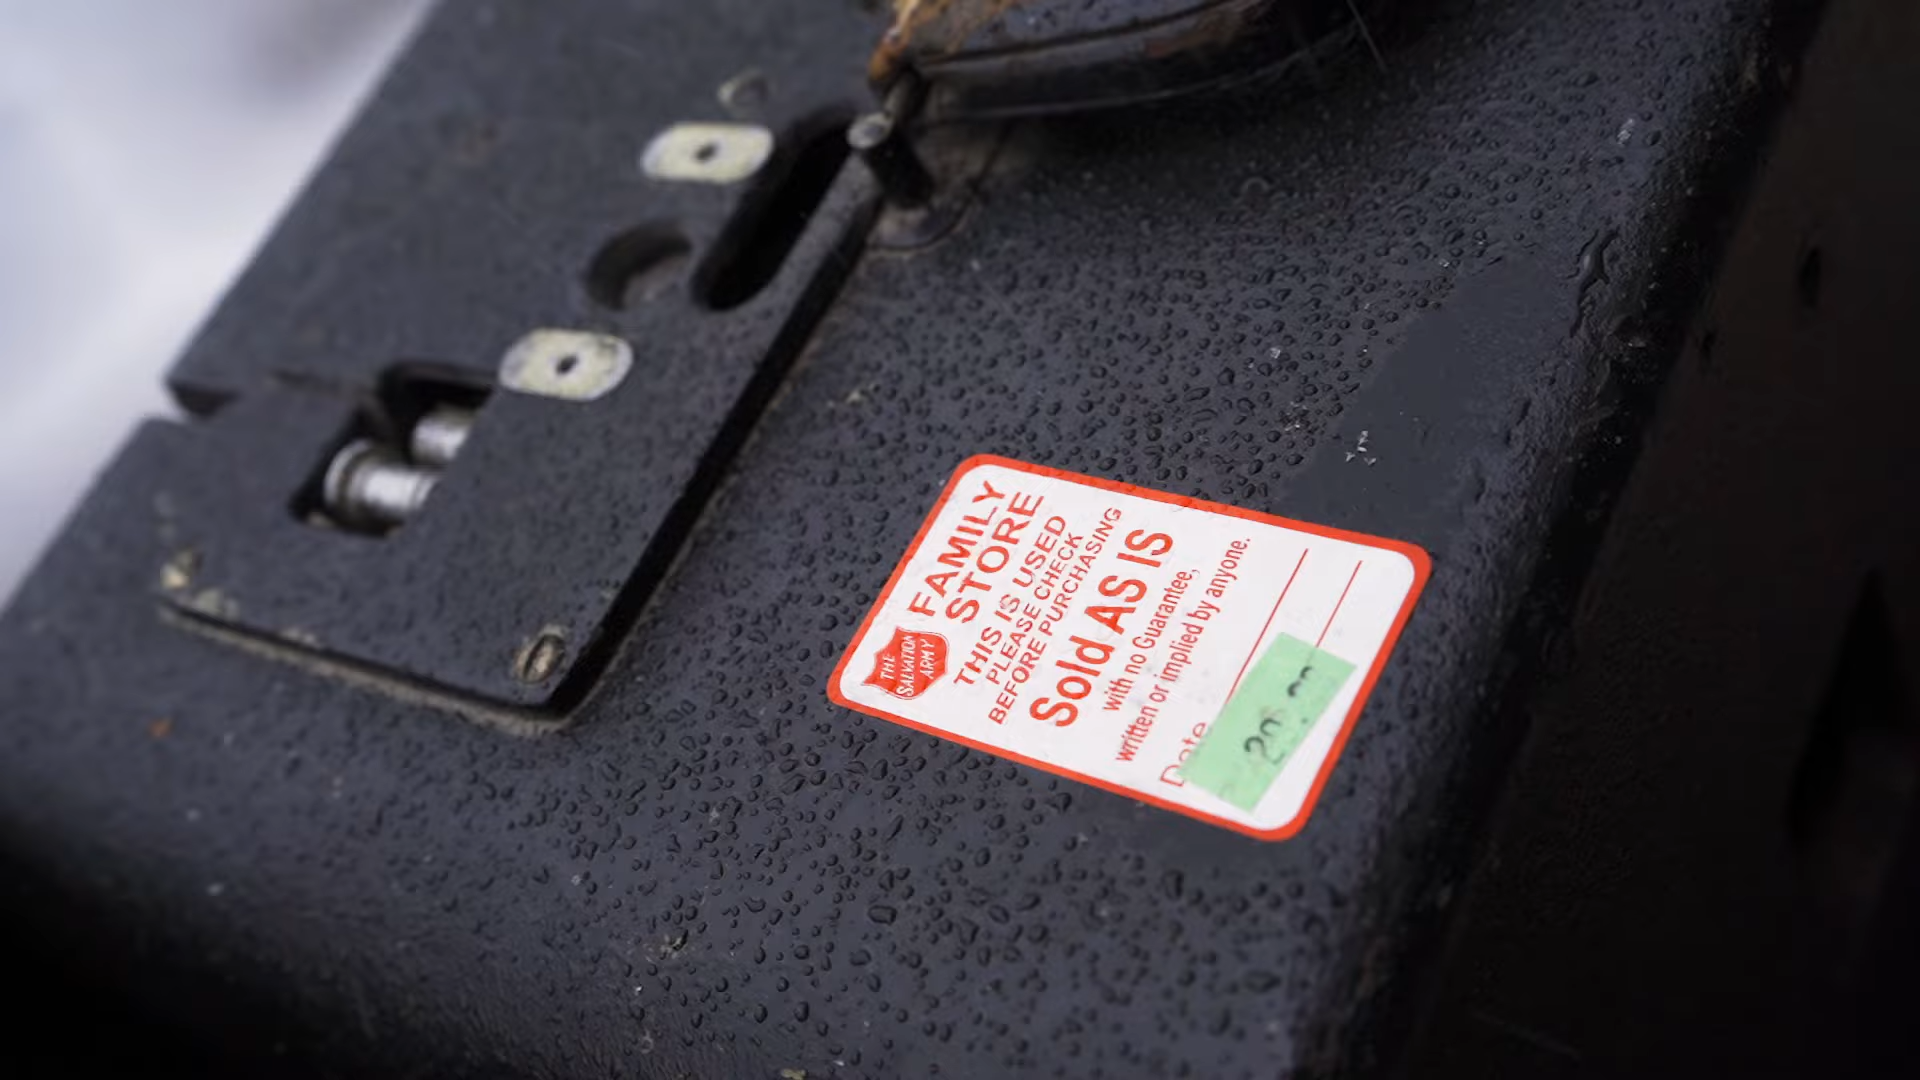 FAMILY
STORE
THE
SALVATION
ARMY
THIS IS USED
PLEASE CHECK
BEFORE PURCHASING
Sold AS IS
with no Guarantee,
written or implied by anyone.
Date